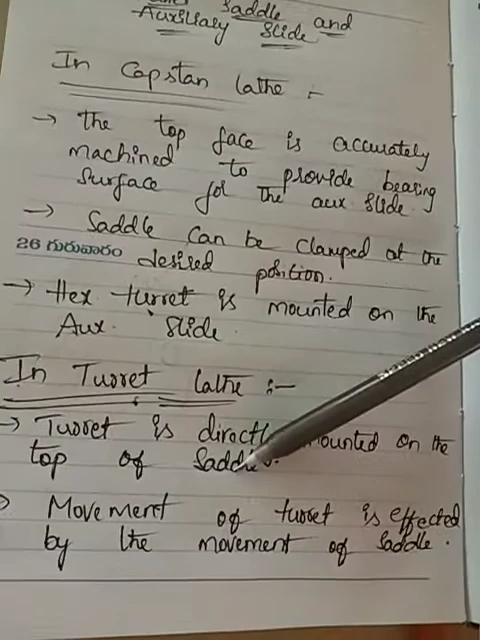 Saddle and
Auxiliary Slide
In Capstan lathe :-
→ the top face is accurately
machined to provide bearing
surface for the aux slide.
→ Saddle can be clamped at the
26 ഗുരുവാരം desired position.
→ Hex turret is mounted on the
Aux. Slide.
In Turret lathe :-
→ Turret is directly mounted on the
top of Saddle.
→ Movement of turret is effected
by the movement of Saddle.